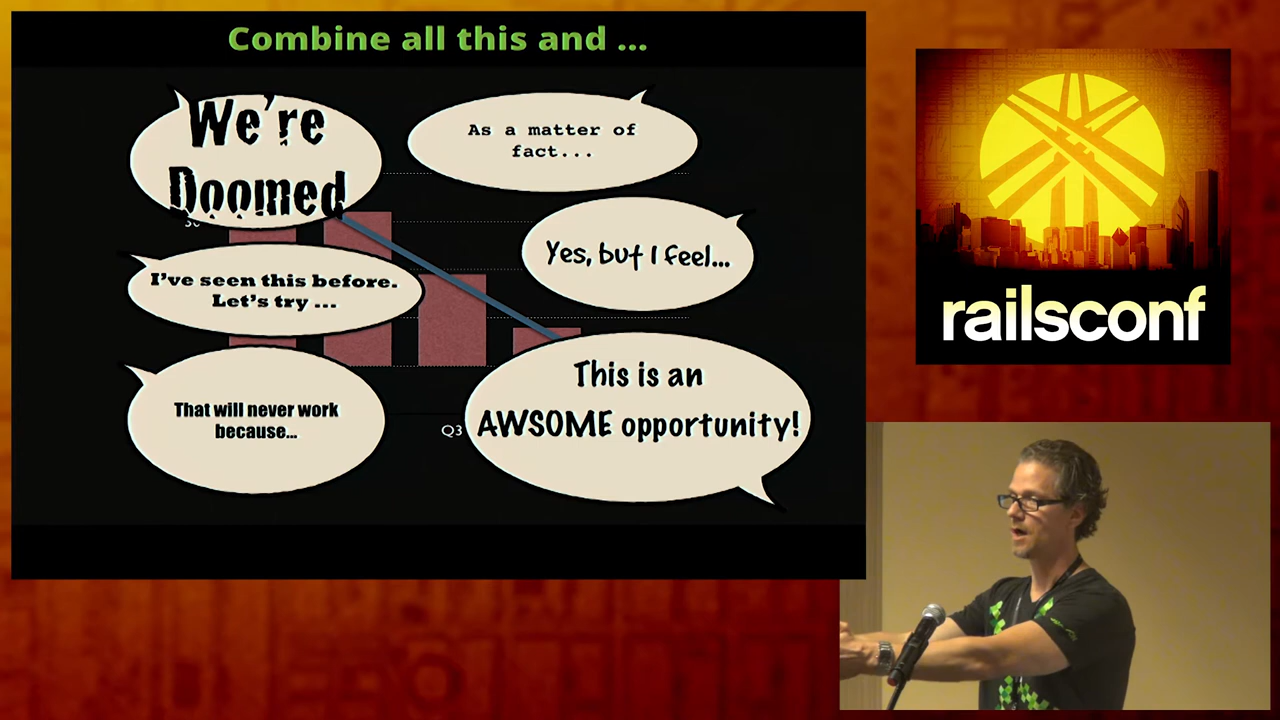 Combine all this and ...
We're
Doomed
As a matter of
fact...
Yes, but I feel...
I've seen this before.
Let's try ...
That will never work
because...
This is an
AWSOME opportunity!
Q3
railsconf